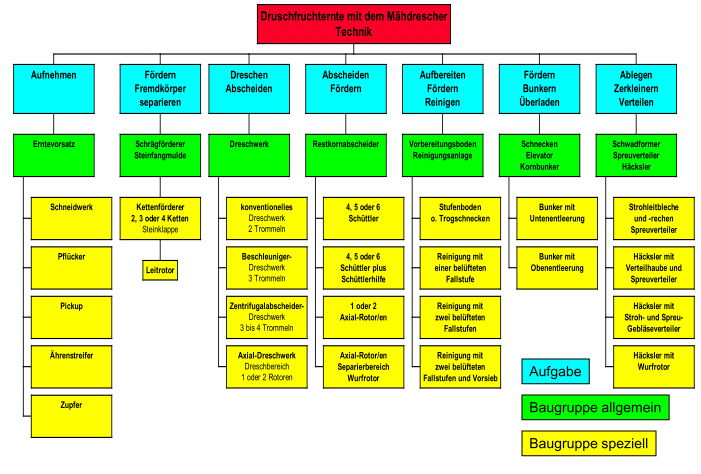 Druschfruchternte mit dem Mähdrescher
Technik
Aufnehmen
Fördern
Fremdkörper
separieren
Dreschen
Abscheiden
Abscheiden
Fördern
Aufbereiten
Fördern
Reinigen
Fördern
Bunkern
Überladen
Ablegen
Zerkleinern
Verteilen
Erntevorsatz
Schrägförderer
Steinfangmulde
Dreschwerk
Restkornabscheider
Vorbereitungsboden
Reinigungsanlage
Schnecken
Elevator
Kornbunker
Schwadformer
Spreuverteiler
Häcksler
Schneidwerk
Pflücker
Pickup
Ährenstreifer
Zupfer
Kettenförderer
2, 3 oder 4 Ketten
Steinklappe
Leitrotor
konventionelles
Dreschwerk
2 Trommeln
Beschleuniger-
Dreschwerk
3 Trommeln
Zentrifugalabscheider-
Dreschwerk
3 bis 4 Trommeln
Axial-Dreschwerk
Dreschbereich
1 oder 2 Rotoren
4, 5 oder 6
Schüttler
4, 5 oder 6
Schüttler plus
Schüttlerhilfe
1 oder 2
Axial-Rotor/en
Axial-Rotor/en
Separierbereich
Wurfrotor
Stufenboden
o. Trogschnecken
Reinigung mit
einer belüfteten
Fallstufe
Reinigung mit
zwei belüfteten
Fallstufen
Reinigung mit
zwei belüfteten
Fallstufen und Vorsieb
Bunker mit
Untenentleerung
Bunker mit
Obenentleerung
Strohleitbleche
und -rechen
Spreuverteiler
Häcksler mit
Verteilhaube und
Spreuverteiler
Häcksler mit
Stroh- und Spreu-
Gebläseverteiler
Häcksler mit
Wurfrotor
Aufgabe
Baugruppe allgemein
Baugruppe speziell